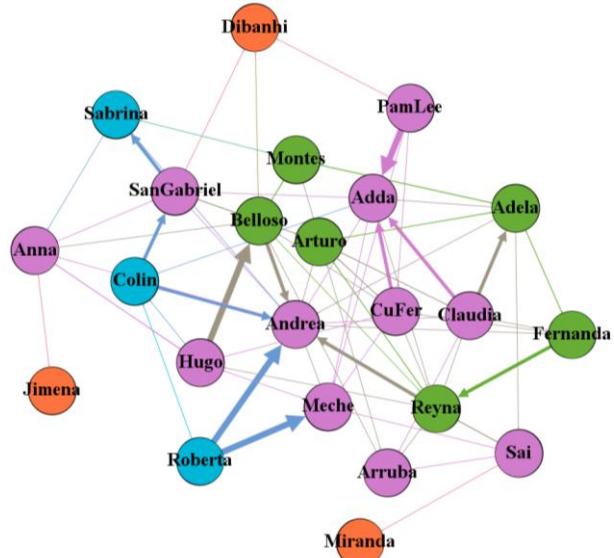 Dibanhi
PamLee
Sabrina
Montes
SanGabriel
Adda
Adela
Belloso
Arturo
Anna
Colin
Andrea
CuFer
Claudia
Fernanda
Hugo
Jimena
Meche
Reyna
Roberta
Arruba
Sai
Miranda